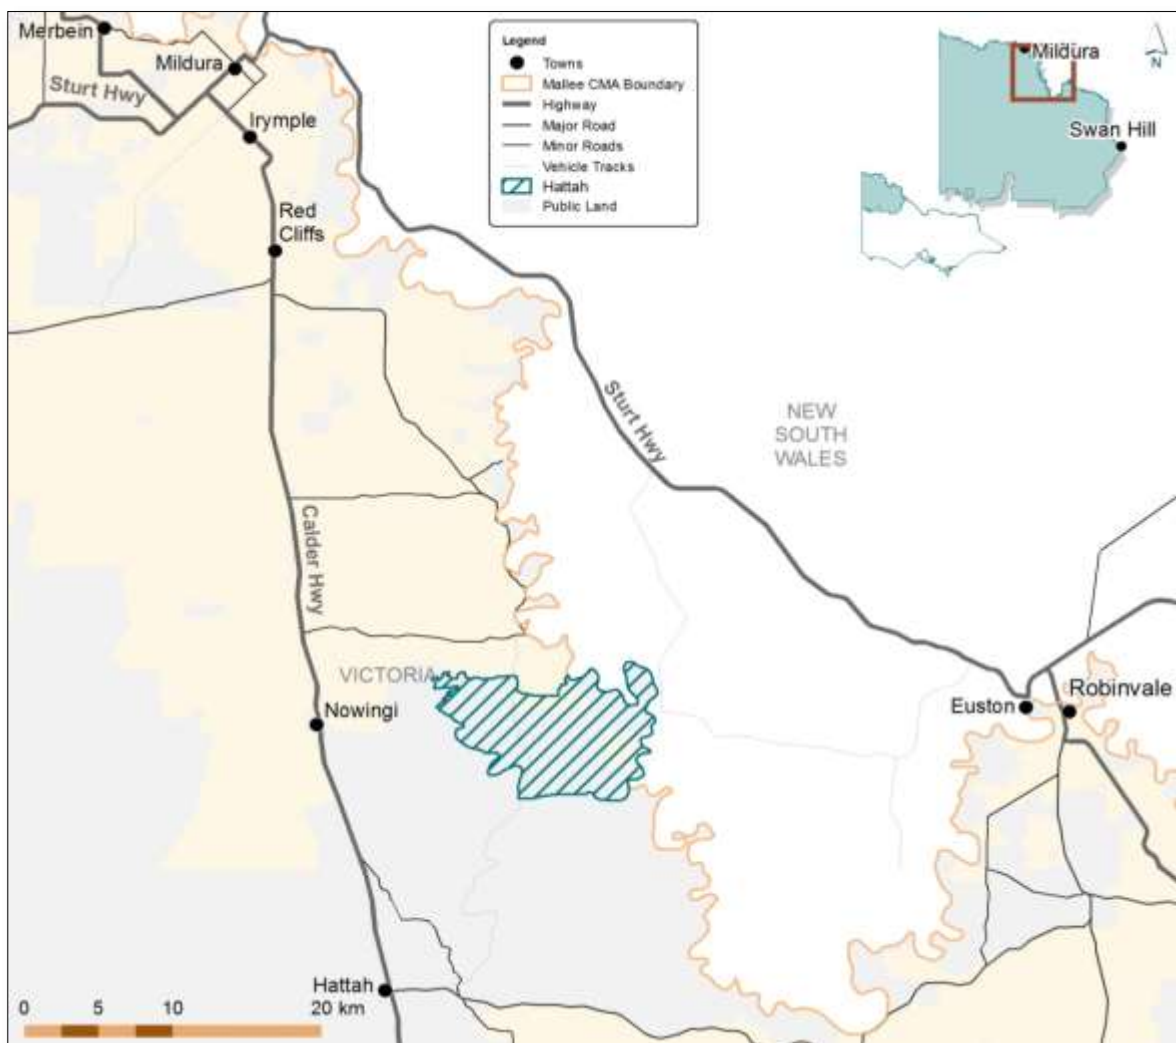 Merbein
Mildura
Sturt Hwy
Irymple
Red
Cliffs
Legend
Towns
Mallee CMA Boundary
Highway
Major Road
Minor Roads
Vehicle Tracks
Hattah
Public Land
Mildura
N
Swan Hill
Sturt Hwy
NEW
SOUTH
WALES
Calder Hwy
VICTORIA
Nowingi
Euston
Robinvale
Hattah
0 5 10 20 km